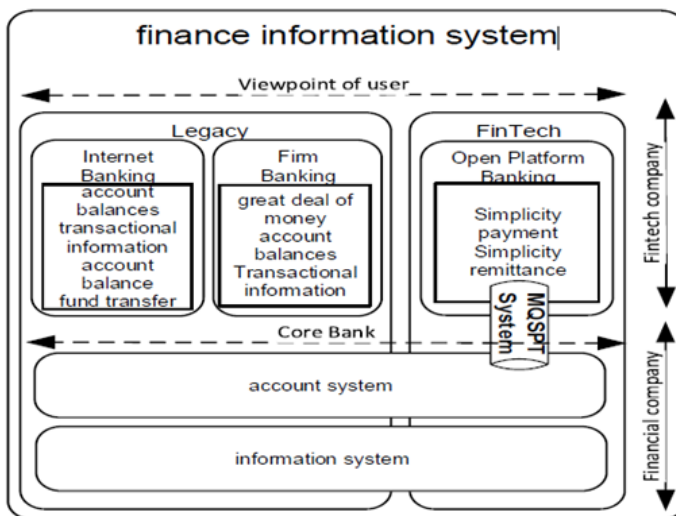 finance information system
Viewpoint of user
Legacy
FinTech
Internet
Banking
account
balances
transactional
information
account
balance
fund transfer
Firm
Banking
great deal of
money
account
balances
Transactional
information
Open Platform
Banking
Simplicity
payment
Simplicity
remittance
MQSPT
System
Core Bank
account system
information system
Fintech company
Financial company